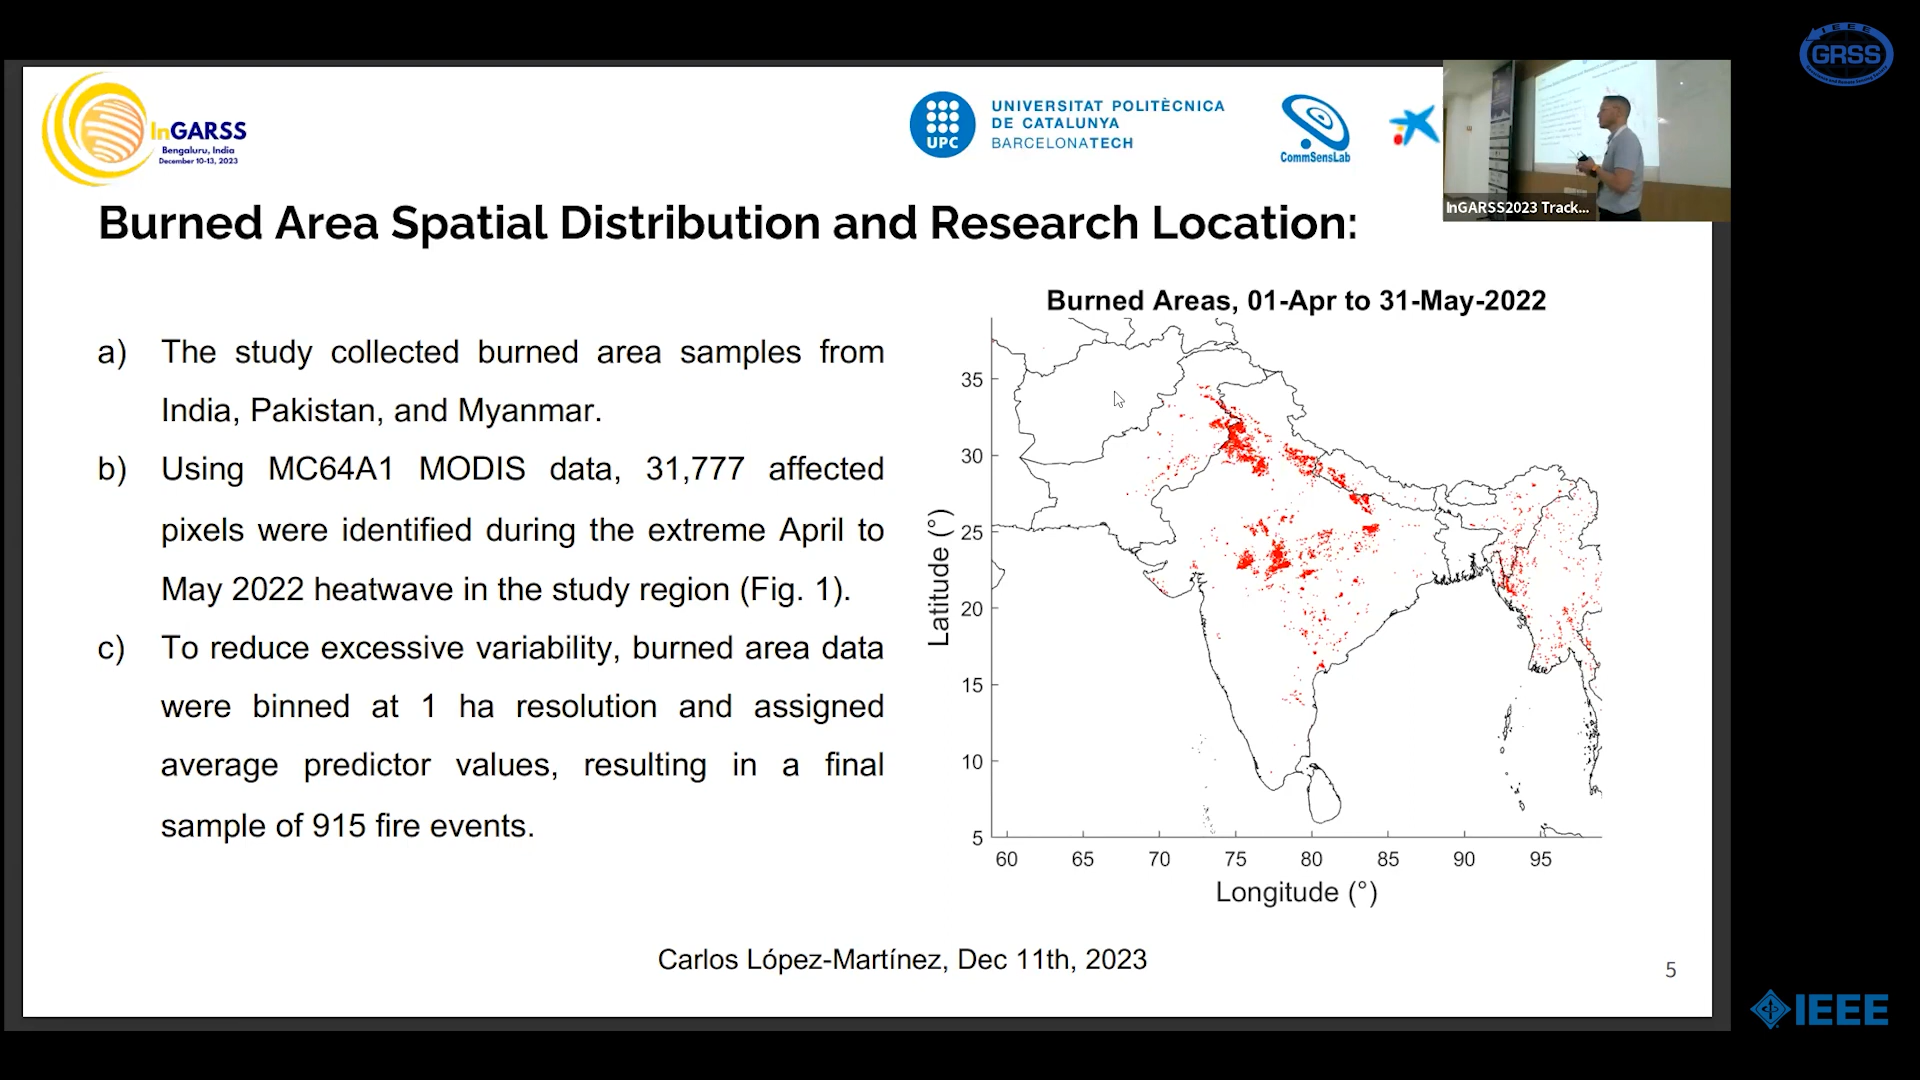 IEEE
GRSS
InGARSS
Bengaluru, India
December 10-13, 2023
UPC
UNIVERSITAT POLITÈCNICA
DE CATALUNYA
BARCELONATECH
CommSensLab
InGARSS2023 Track...
Burned Area Spatial Distribution and Research Location:
a) The study collected burned area samples from
India, Pakistan, and Myanmar.
b) Using MC64A1 MODIS data, 31,777 affected
pixels were identified during the extreme April to
May 2022 heatwave in the study region (Fig. 1).
c) To reduce excessive variability, burned area data
were binned at 1 ha resolution and assigned
average predictor values, resulting in a final
sample of 915 fire events.
Burned Areas, 01-Apr to 31-May-2022
Latitude (°)
35
30
25
20
15
10
5
60 65 70 75 80 85 90 95
Longitude (°)
Carlos López-Martínez, Dec 11th, 2023
5
IEEE